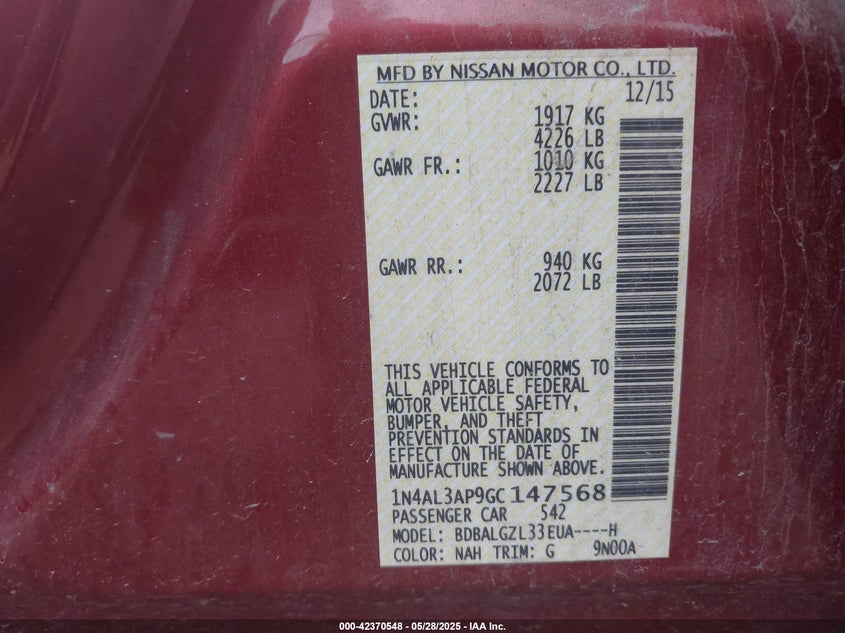 MFD BY NISSAN MOTOR CO., LTD.
DATE: 12/15
GVWR: 1917 KG
4226 LB
GAWR FR.: 1010 KG
2227 LB
GAWR RR.: 940 KG
2072 LB
THIS VEHICLE CONFORMS TO
ALL APPLICABLE FEDERAL
MOTOR VEHICLE SAFETY,
BUMPER, AND THEFT
PREVENTION STANDARDS IN
EFFECT ON THE DATE OF
MANUFACTURE SHOWN ABOVE.
1N4AL3AP9GC147568
PASSENGER CAR 542
MODEL: BDBALGZL33EUA----H
COLOR: NAH TRIM: G 9N00A
000-42370548 - 05/28/2025 - IAA Inc.